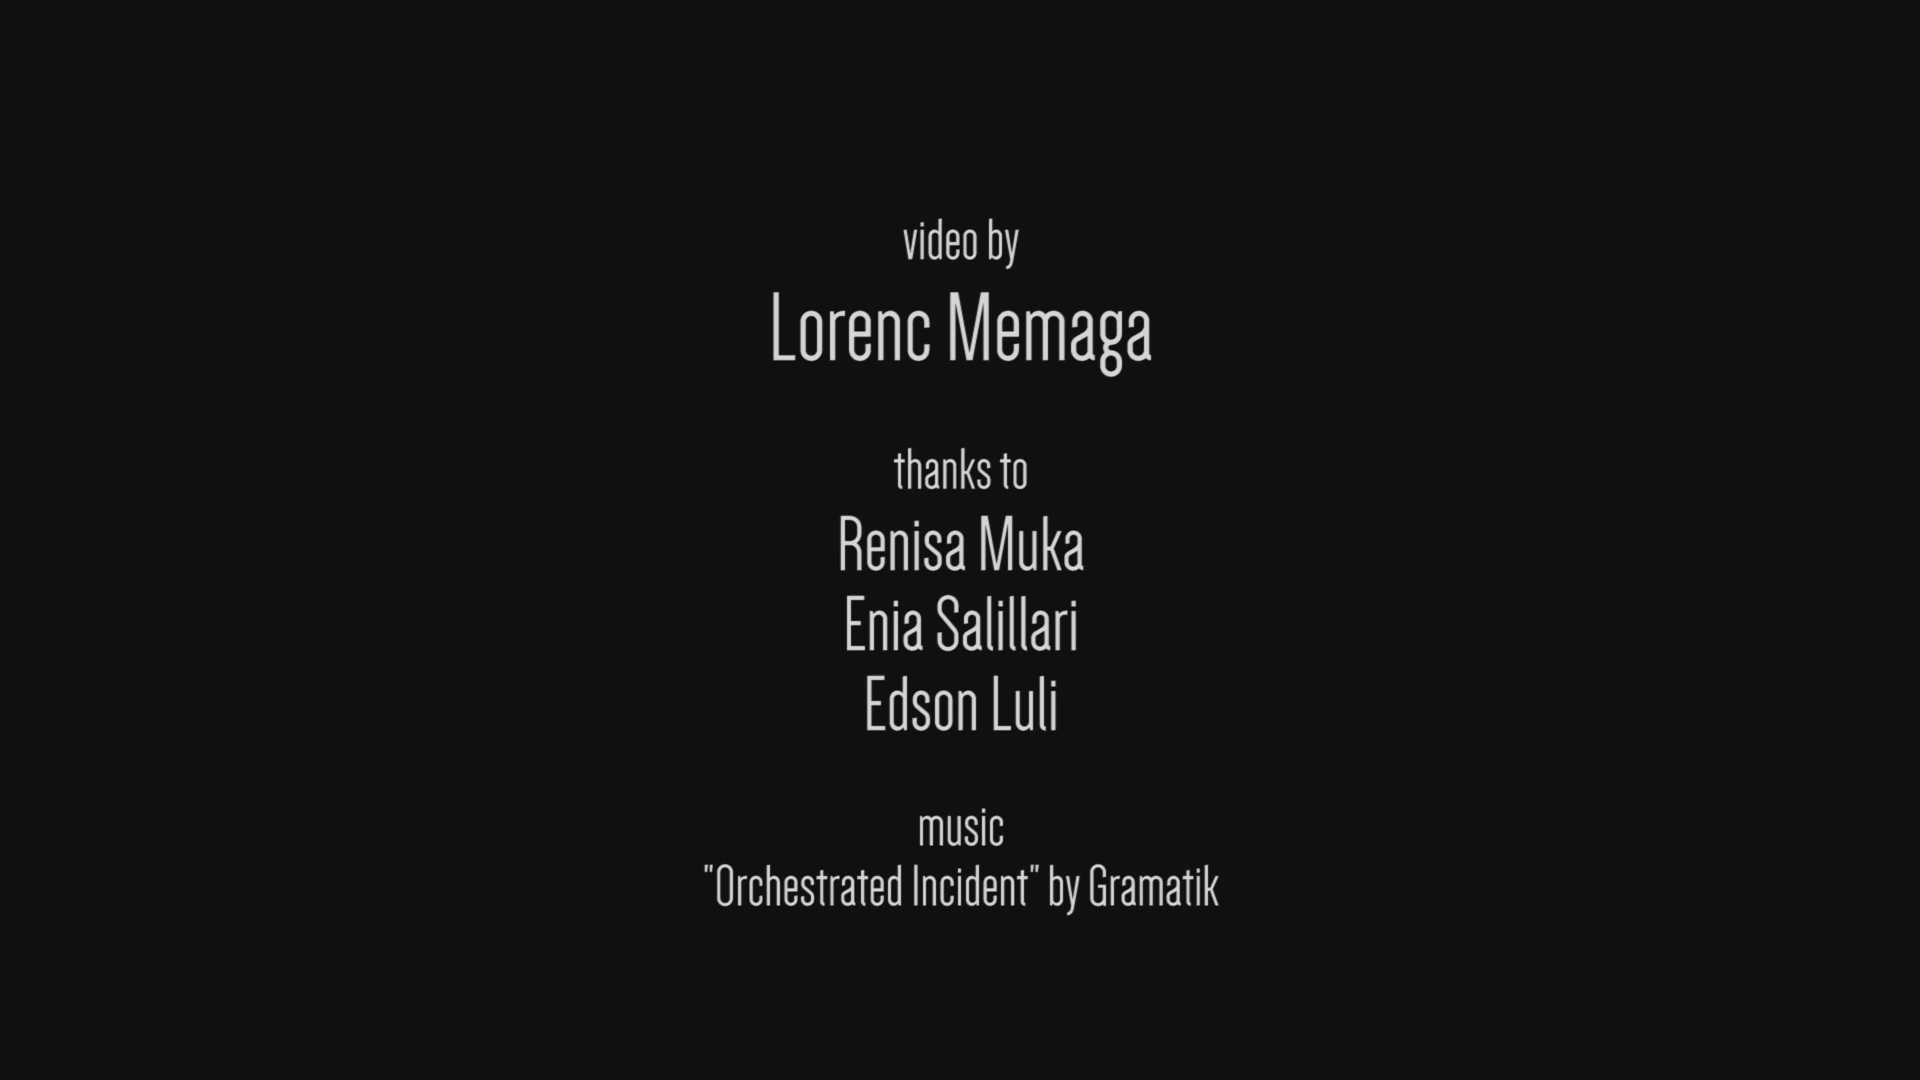 video by
Lorenc Memaga
thanks to
Renisa Muka
Enia Salillari
Edson Luli
music
"Orchestrated Incident" by Gramatik